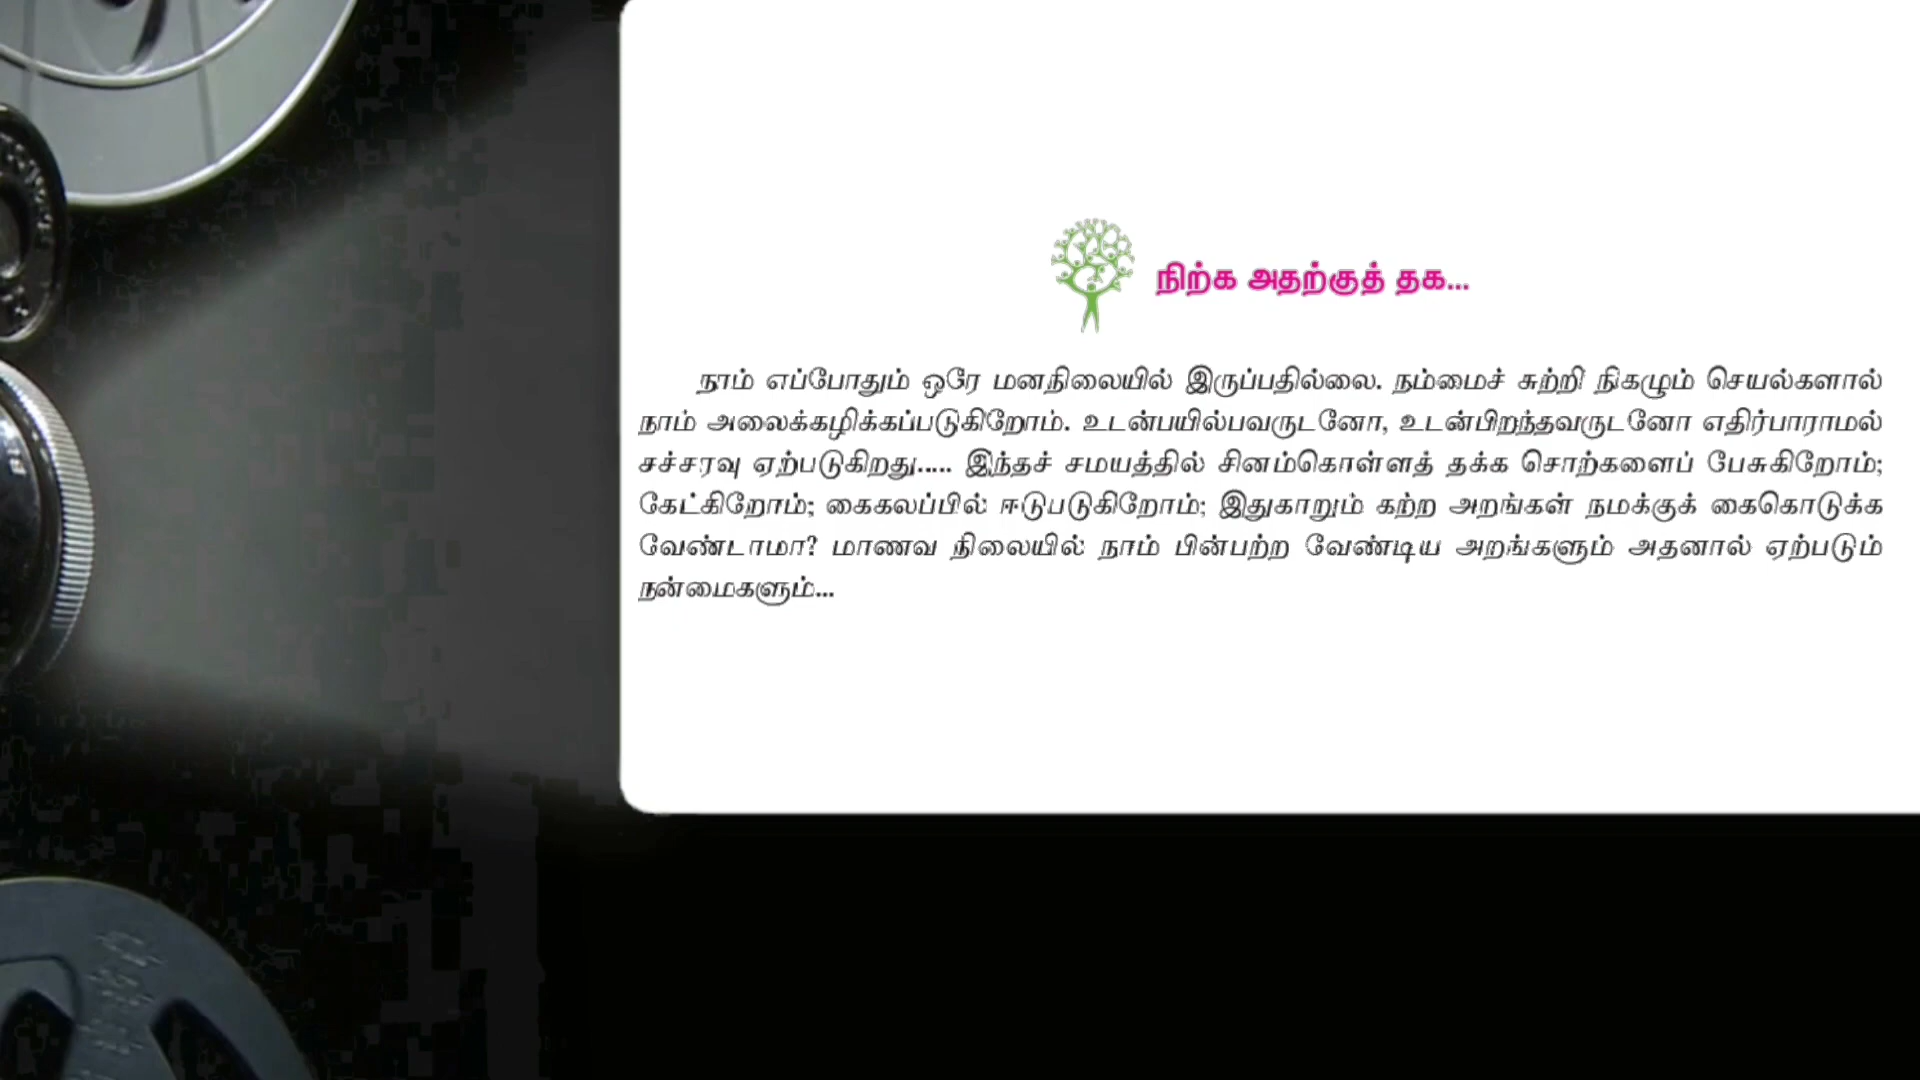 நிற்க அதற்குத் தக...
நாம் எப்போதும் ஒரே மனநிலையில் இருப்பதில்லை. நம்மைச் சுற்றி நிகழும் செயல்களால்
நாம் அலைக்கழிக்கப்படுகிறோம். உடன்பயில்பவருடனோ, உடன்பிறந்தவருடனோ எதிர்பாராமல்
சச்சரவு ஏற்படுகிறது..... இந்தச் சமயத்தில் சினம்கொள்ளத் தக்க சொற்களைப் பேசுகிறோம்;
கேட்கிறோம்; கைகலப்பில் ஈடுபடுகிறோம்; இதுகாறும் கற்ற அறங்கள் நமக்குக் கைகொடுக்க
வேண்டாமா? மாணவ நிலையில் நாம் பின்பற்ற வேண்டிய அறங்களும் அதனால் ஏற்படும்
நன்மைகளும்...